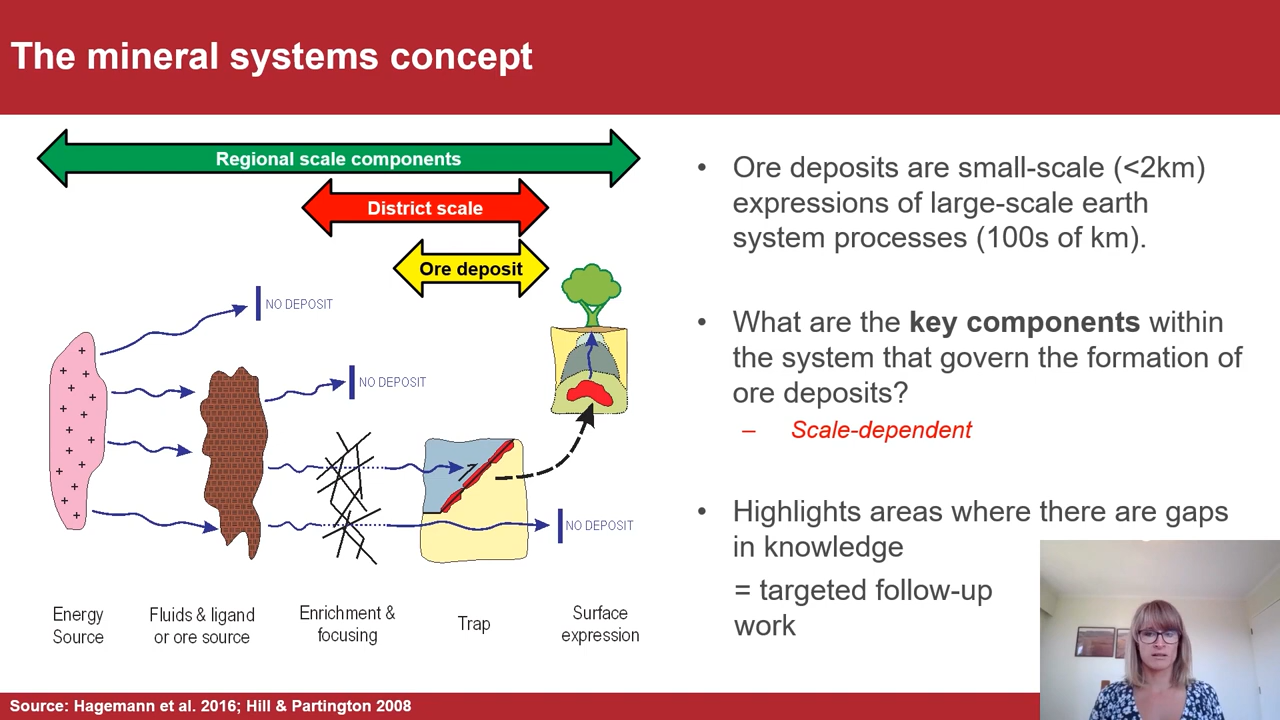 The mineral systems concept
Regional scale components
District scale
Ore deposit
NO DEPOSIT
NO DEPOSIT
NO DEPOSIT
Energy
Source
Fluids & ligand
or ore source
Enrichment &
focusing
Trap
Surface
expression
• Ore deposits are small-scale (<2km)
expressions of large-scale earth
system processes (100s of km).
• What are the key components within
the system that govern the formation of
ore deposits?
– Scale-dependent
• Highlights areas where there are gaps
in knowledge
= targeted follow-up
work
Source: Hagemann et al. 2016; Hill & Partington 2008